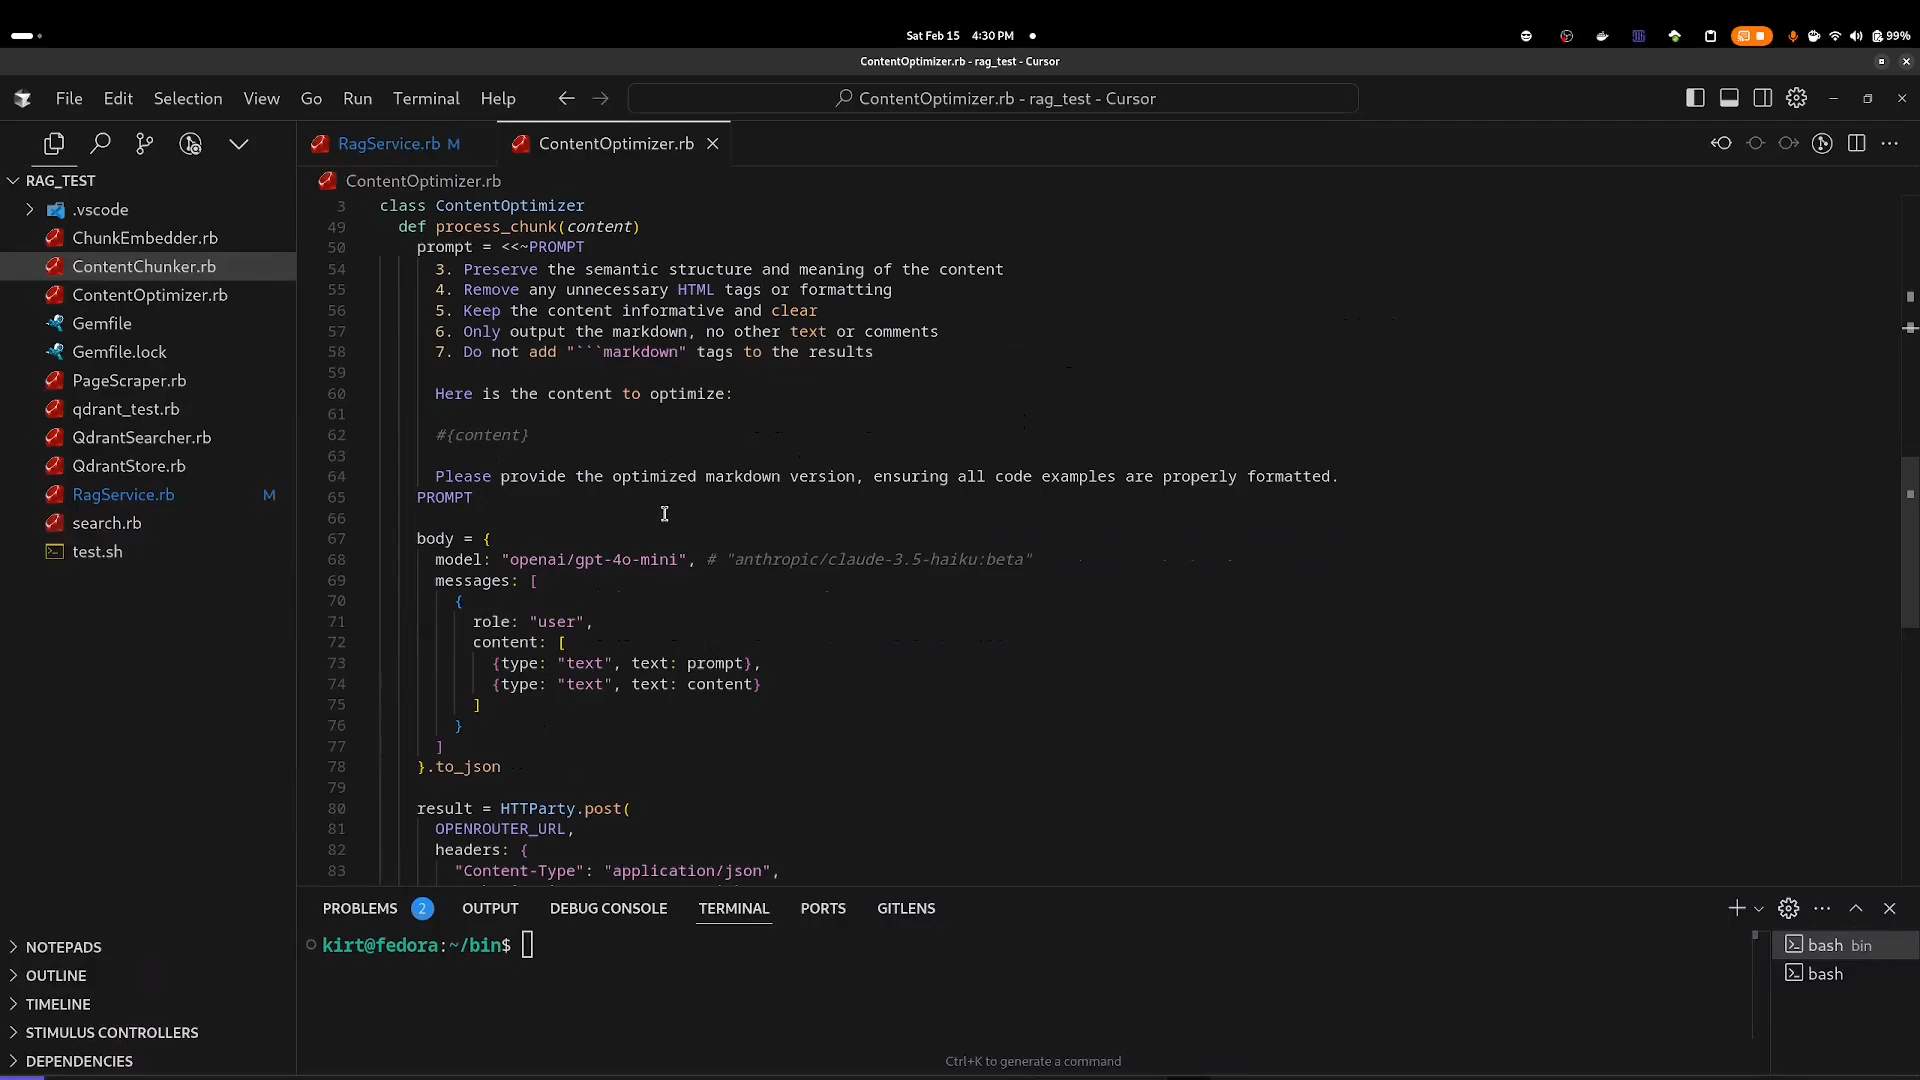 Sat Feb 15 4:30 PM
99%
ContentOptimizer.rb - rag_test - Cursor
File Edit Selection View Go Run Terminal Help
ContentOptimizer.rb - rag_test - Cursor
RagService.rb M
ContentOptimizer.rb
RAG_TEST
.vscode
ChunkEmbedder.rb
ContentChunker.rb
ContentOptimizer.rb
Gemfile
Gemfile.lock
PageScraper.rb
qdrant_test.rb
QdrantSearcher.rb
QdrantStore.rb
RagService.rb M
search.rb
test.sh
NOTEPADS
OUTLINE
TIMELINE
STIMULUS CONTROLLERS
DEPENDENCIES
ContentOptimizer.rb
3 class ContentOptimizer
49 def process_chunk(content)
50 prompt = <<~PROMPT
54 3. Preserve the semantic structure and meaning of the content
55 4. Remove any unnecessary HTML tags or formatting
56 5. Keep the content informative and clear
57 6. Only output the markdown, no other text or comments
58 7. Do not add "```markdown" tags to the results
59
60 Here is the content to optimize:
61
62 #{content}
63
64 Please provide the optimized markdown version, ensuring all code examples are properly formatted.
65 PROMPT
66
67 body = {
68 model: "openai/gpt-4o-mini", # "anthropic/claude-3.5-haiku:beta"
69 messages: [
70 {
71 role: "user",
72 content: [
73 {type: "text", text: prompt},
74 {type: "text", text: content}
75 ]
76 }
77 ]
78 }.to_json
79
80 result = HTTParty.post(
81 OPENROUTER_URL,
82 headers: {
83 "Content-Type": "application/json",
PROBLEMS 2 OUTPUT DEBUG CONSOLE TERMINAL PORTS GITLENS
kirt@fedora:~/bin$
bash bin
bash
Ctrl+K to generate a command